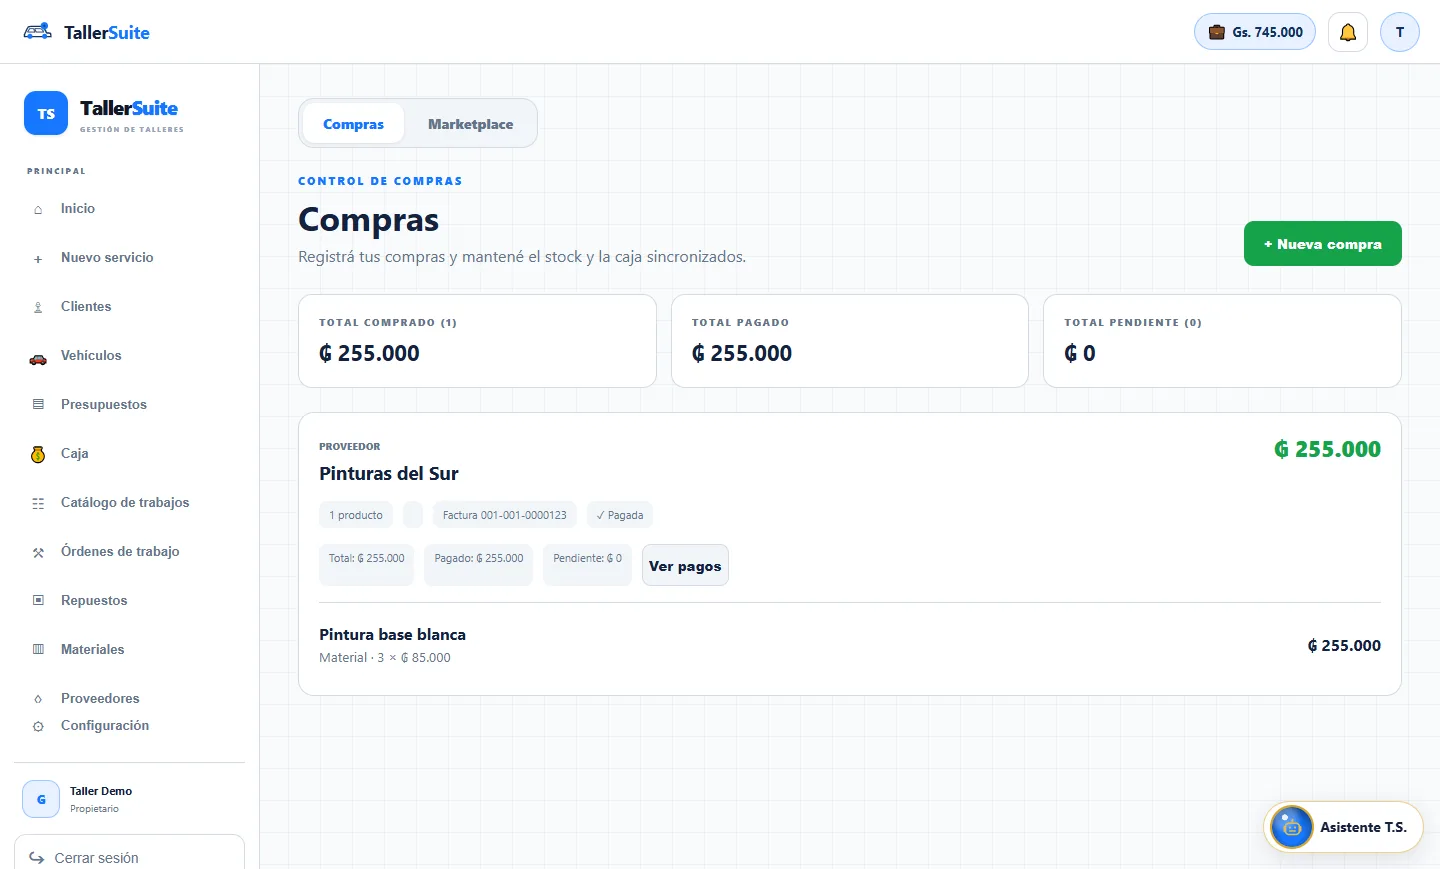 TallerSuite
Gs. 745.000
T
TS
TallerSuite
GESTIÓN DE TALLERES
PRINCIPAL
Inicio
Nuevo servicio
Clientes
Vehículos
Presupuestos
Caja
Catálogo de trabajos
Órdenes de trabajo
Repuestos
Materiales
Proveedores
Configuración
G
Taller Demo
Propietario
Cerrar sesión
Compras
Marketplace
CONTROL DE COMPRAS
Compras
Registrá tus compras y mantené el stock y la caja sincronizados.
+ Nueva compra
TOTAL COMPRADO (1)
₲ 255.000
TOTAL PAGADO
₲ 255.000
TOTAL PENDIENTE (0)
₲ 0
PROVEEDOR
₲ 255.000
Pinturas del Sur
1 producto
Factura 001-001-0000123
✓ Pagada
Total: ₲ 255.000
Pagado: ₲ 255.000
Pendiente: ₲ 0
Ver pagos
Pintura base blanca
Material · 3 × ₲ 85.000
₲ 255.000
Asistente T.S.